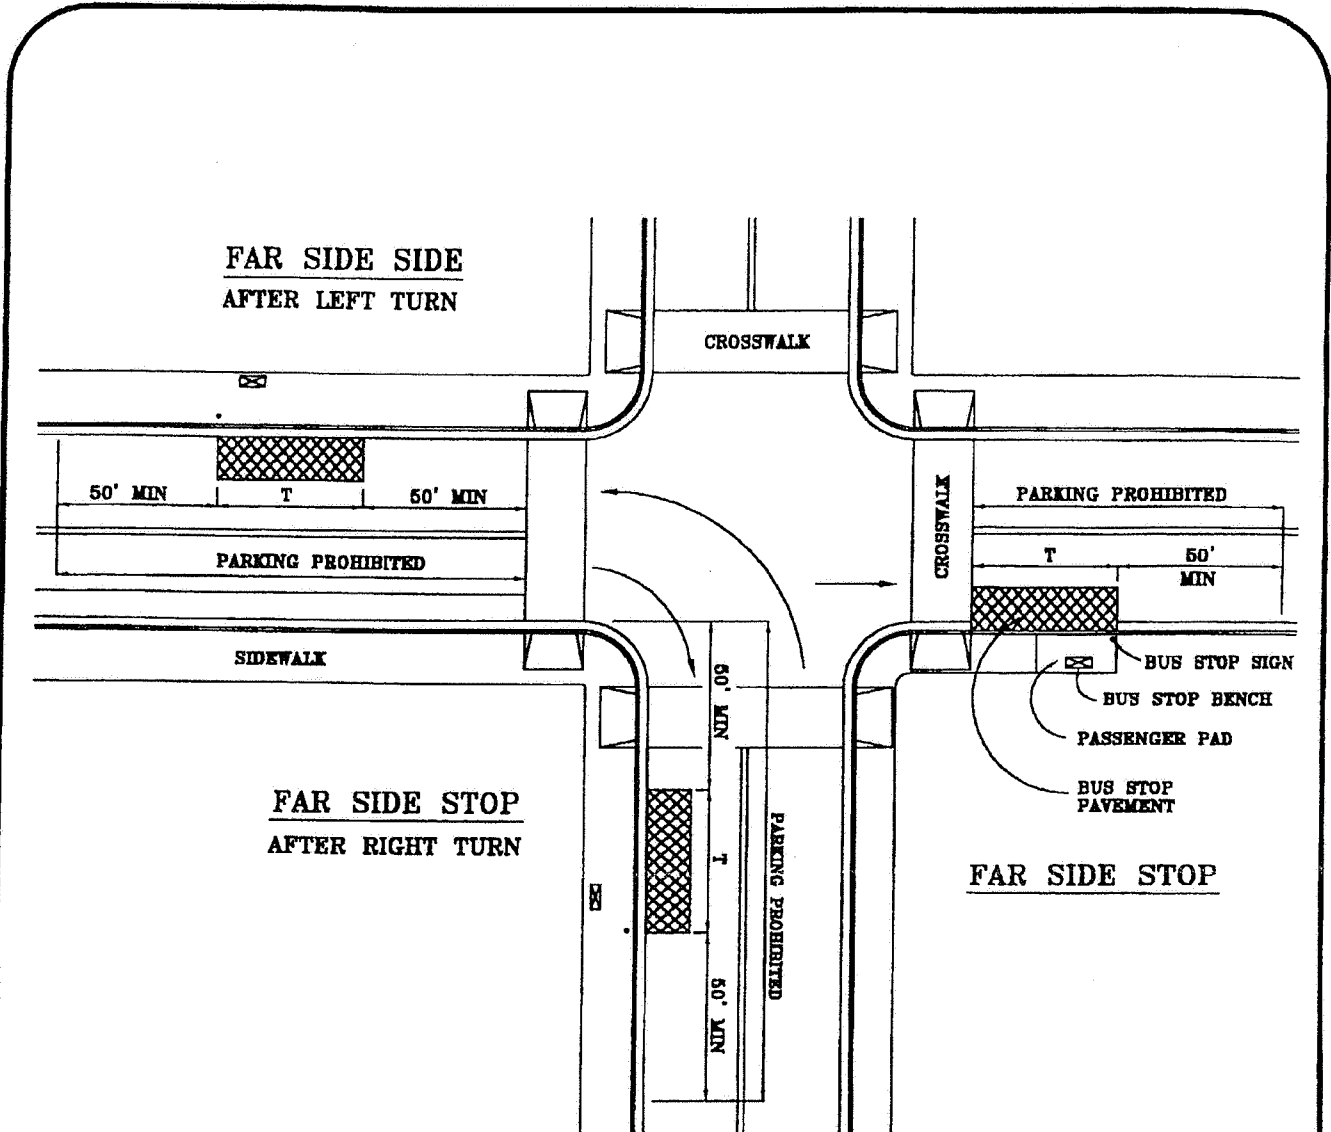 FAR SIDE SIDE
AFTER LEFT TURN
CROSSWALK
50' MIN
T
50' MIN
PARKING PROHIBITED
SIDEWALK
CROSSWALK
PARKING PROHIBITED
T
50'
MIN
BUS STOP SIGN
BUS STOP BENCH
PASSENGER PAD
BUS STOP
PAVEMENT
FAR SIDE STOP
50' MIN
T
50' MIN
PARKING PROHIBITED
FAR SIDE STOP
AFTER RIGHT TURN